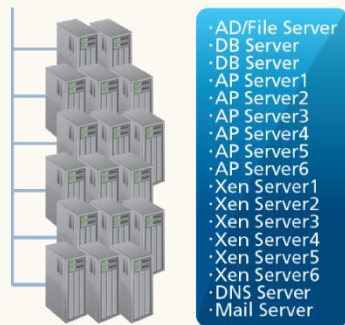 ·AD/File Server
·DB Server
·DB Server
·AP Server1
·AP Server2
·AP Server3
·AP Server4
·AP Server5
·AP Server6
·Xen Server1
·Xen Server2
·Xen Server3
·Xen Server4
·Xen Server5
·Xen Server6
·DNS Server
·Mail Server